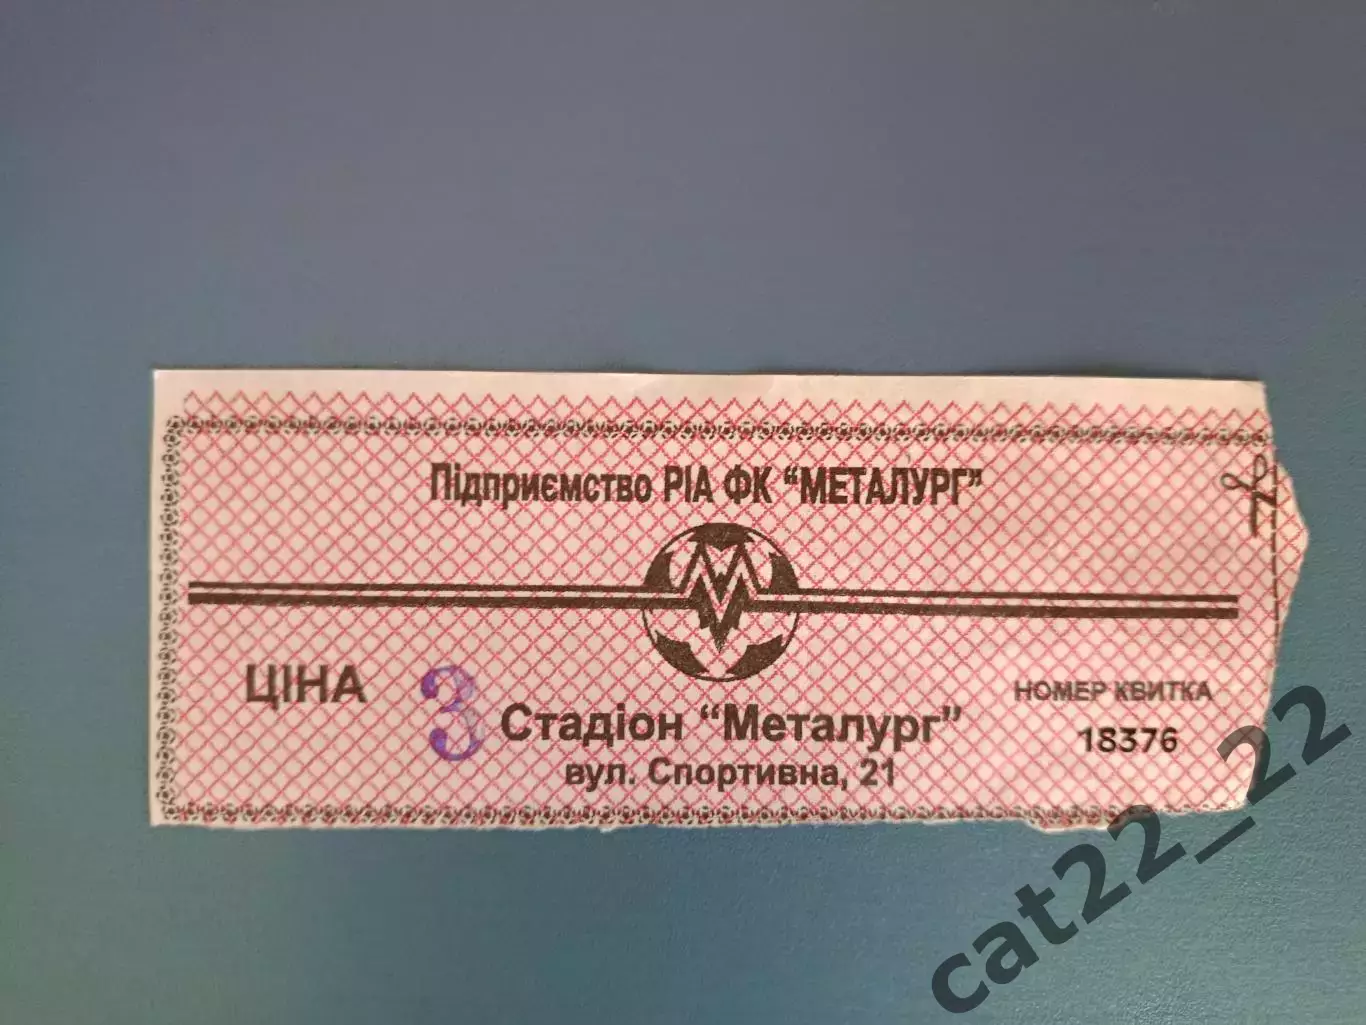 Підприємство РІА ФК “МЕТАЛУРГ”
ЦІНА 3
Стадіон “Металург”
вул. Спортивна, 21
НОМЕР КВИТКА
18376
cat22_22